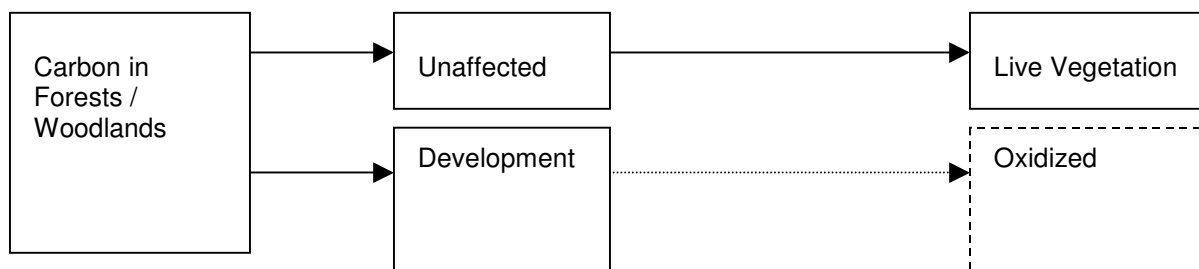 Carbon in
Forests /
Woodlands
Unaffected
Live Vegetation
Development
Oxidized